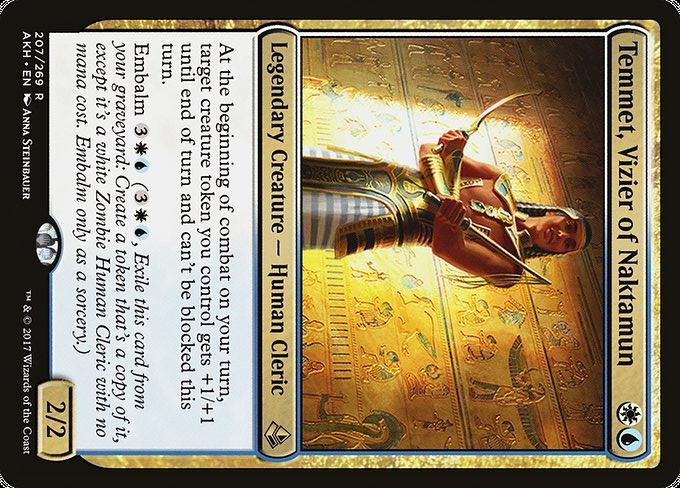 Temmet, Vizier of Naktamun
Legendary Creature — Human Cleric
At the beginning of combat on your turn,
target creature token you control gets +1/+1
until end of turn and can't be blocked this
turn.
Embalm 3 (3, Exile this card from
your graveyard: Create a token that's a copy of it,
except it's a white Zombie Human Cleric with no
mana cost. Embalm only as a sorcery.)
2/2
207/269 R
AKH • EN Anna Steinbauer
™ & © 2017 Wizards of the Coast